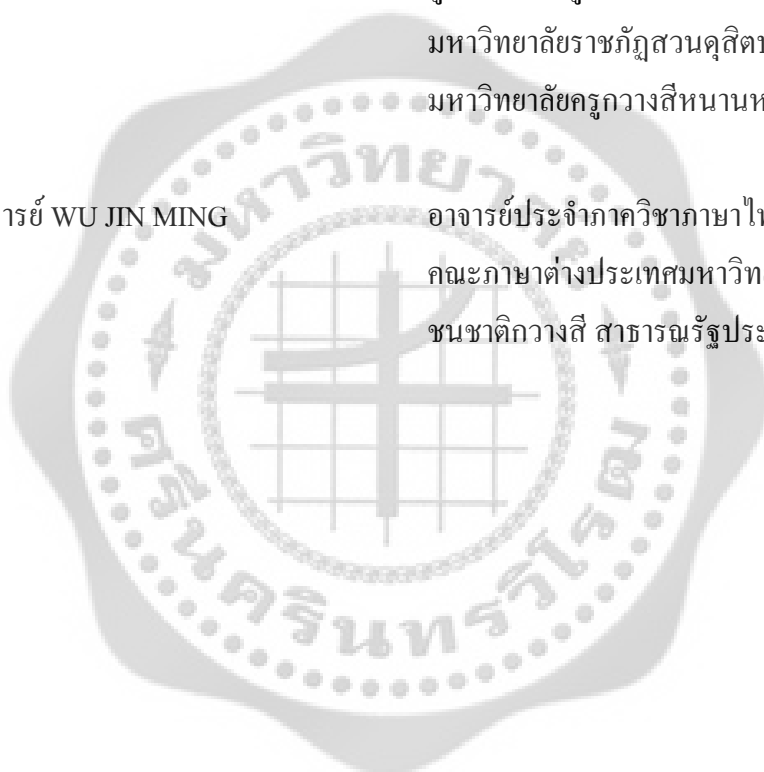 มหาวิทยาลัยราชภัฏสวนดุสิต
มหาวิทยาลัยครูกวางสีหนาน
ารย์ WU JIN MING
อาจารย์ประจำภาควิชาภาษาไ
คณะภาษาต่างประเทศมหาวิท
ชนชาติกวางสี สาธารณรัฐประ
มหาวิทยาลัย
ศรีนครินทรวิโรฒ